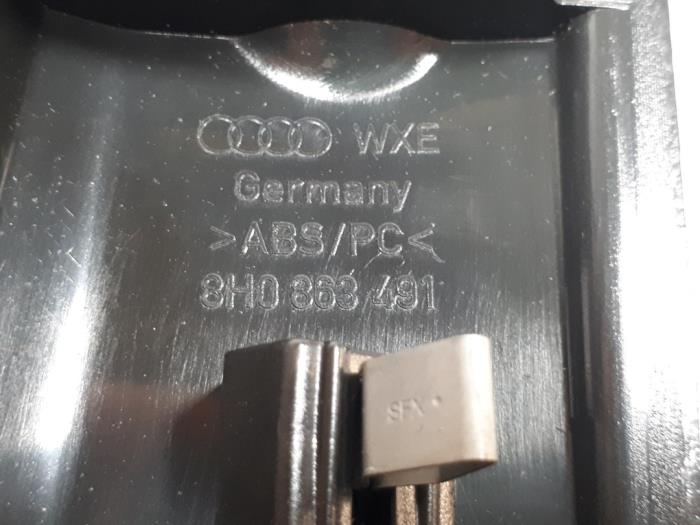 WXE
Germany
>ABS/PC<
8H0 863 491
SFX